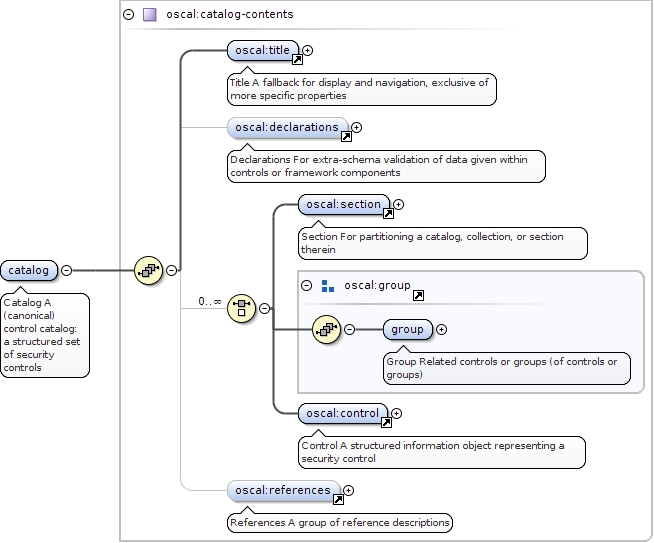 oscal:catalog-contents
oscal:title
Title A fallback for display and navigation, exclusive of
more specific properties
oscal:declarations
Declarations For extra-schema validation of data given within
controls or framework components
oscal:section
Section For partitioning a catalog, collection, or section
therein
catalog
Catalog A
(canonical)
control catalog:
a structured set
of security
controls
0..∞
oscal:group
group
Group Related controls or groups (of controls or
groups)
oscal:control
Control A structured information object representing a
security control
oscal:references
References A group of reference descriptions